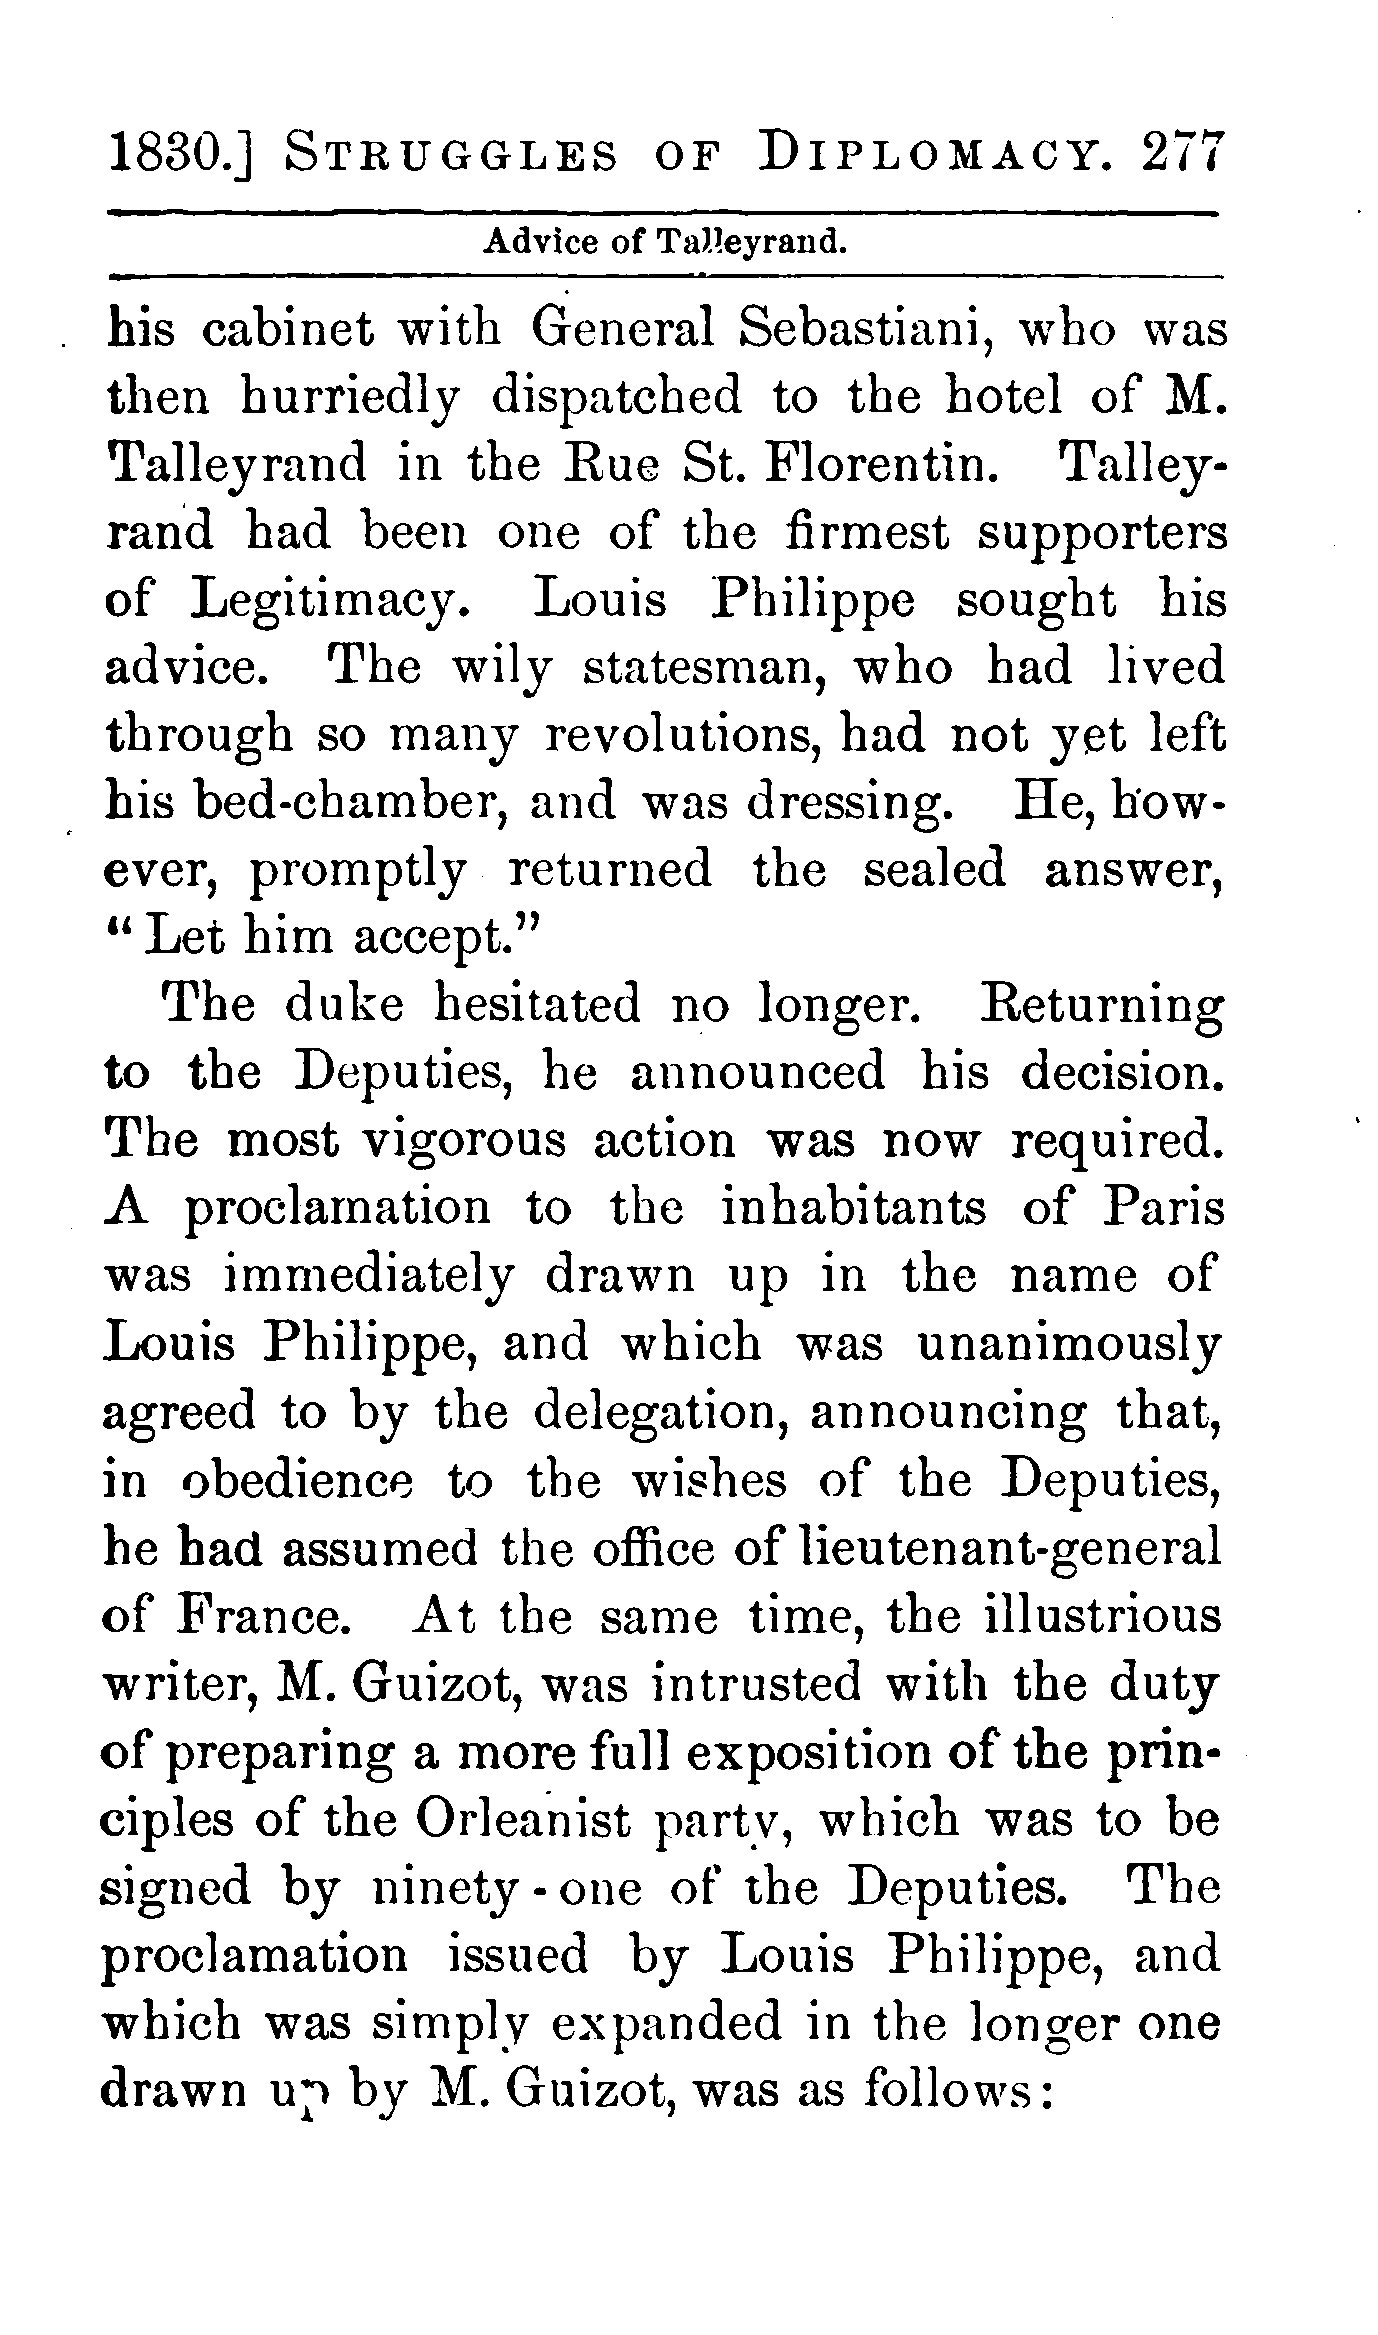 1830.] STRUGGLES OF DIPLOMACY. 277
Advice of Talleyrand.
his cabinet with General Sebastiani, who was
then hurriedly dispatched to the hotel of M.
Talleyrand in the Rue St. Florentin. Talley-
rand had been one of the firmest supporters
of Legitimacy. Louis Philippe sought his
advice. The wily statesman, who had lived
through so many revolutions, had not yet left
his bed-chamber, and was dressing. He, how-
ever, promptly returned the sealed answer,
“Let him accept.”
The duke hesitated no longer. Returning
to the Deputies, he announced his decision.
The most vigorous action was now required.
A proclamation to the inhabitants of Paris
was immediately drawn up in the name of
Louis Philippe, and which was unanimously
agreed to by the delegation, announcing that,
in obedience to the wishes of the Deputies,
he had assumed the office of lieutenant-general
of France. At the same time, the illustrious
writer, M. Guizot, was intrusted with the duty
of preparing a more full exposition of the prin-
ciples of the Orleanist party, which was to be
signed by ninety-one of the Deputies. The
proclamation issued by Louis Philippe, and
which was simply expanded in the longer one
drawn up by M. Guizot, was as follows: